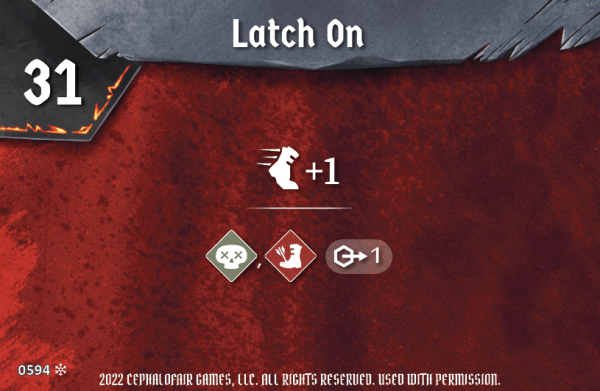 Latch On
31
+1
, 1
0594
2022 CEPHALOFAIR GAMES, LLC. ALL RIGHTS RESERVED. USED WITH PERMISSION.